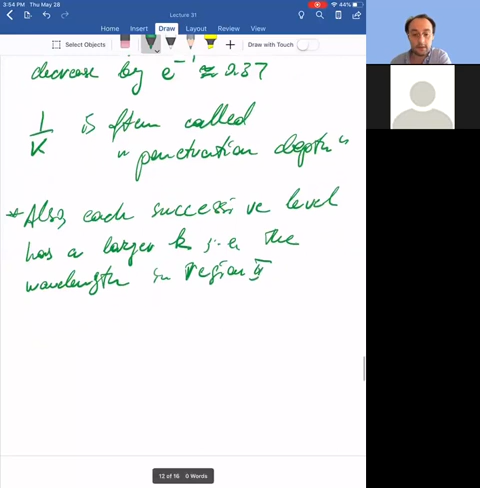 3:54 PM Thu May 28
44%
Lecture 31
Home Insert Draw Layout Review View
Select Objects
Draw with Touch
decrease by e⁻¹ ≈ 0.37
1/K is often called
"penetration depth"
*Also each successive level
has a larger k i.e. the
wavelength in region II
12 of 16 0 Words